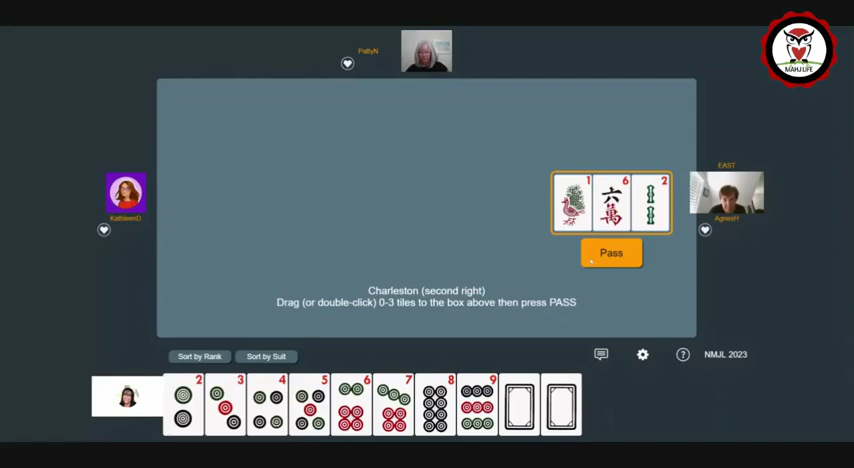 MAHJ LIFE
PattyN
EAST
KathleenD
AgnesH
1 6 2
六
萬
Pass
Charleston (second right)
Drag (or double-click) 0-3 tiles to the box above then press PASS
Sort by Rank Sort by Suit
? NMJL 2023
2 3 4 5 6 7 8 9